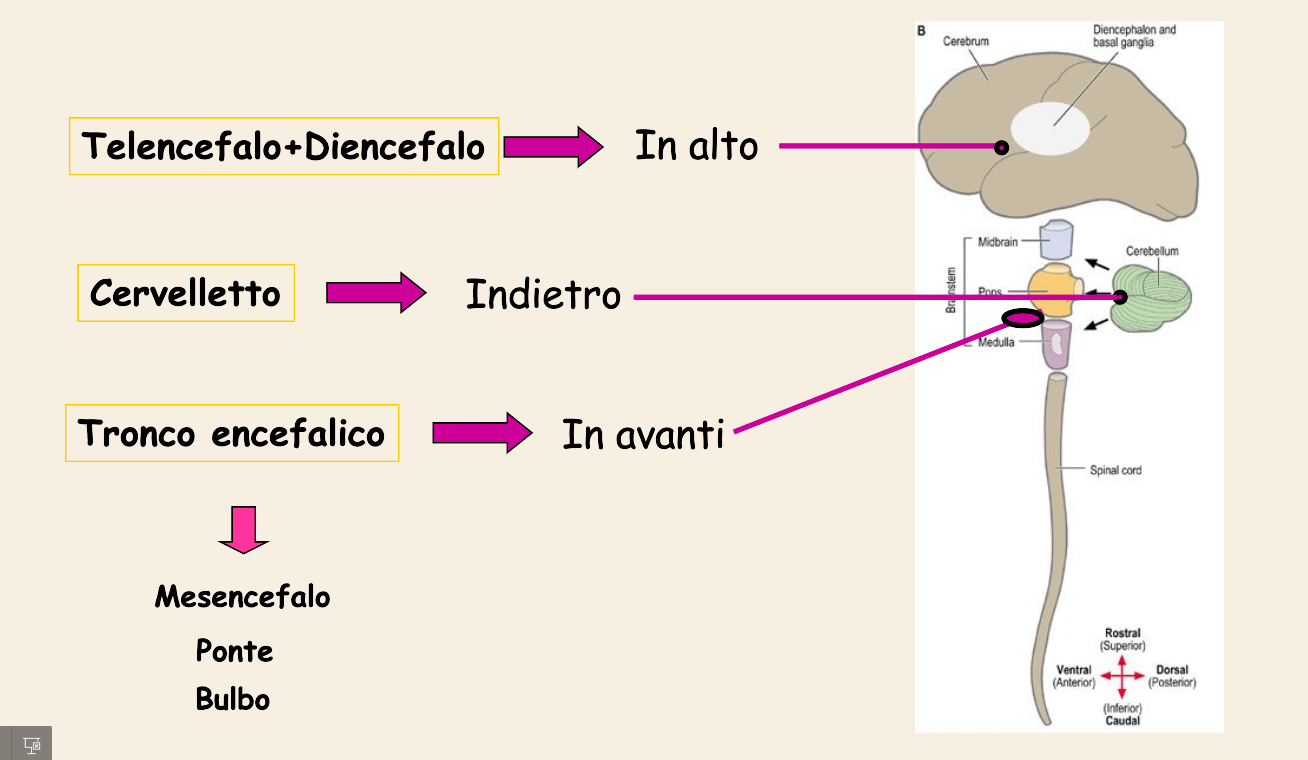 Telencefalo+Diencefalo
In alto
Cervelletto
Indietro
Tronco encefalico
In avanti
Mesencefalo
Ponte
Bulbo
B
Cerebrum
Diencephalon and
basal ganglia
Midbrain
Cerebellum
Brainstem
Pons
Medulla
Spinal cord
Rostral
(Superior)
Ventral
(Anterior)
Dorsal
(Posterior)
(Inferior)
Caudal